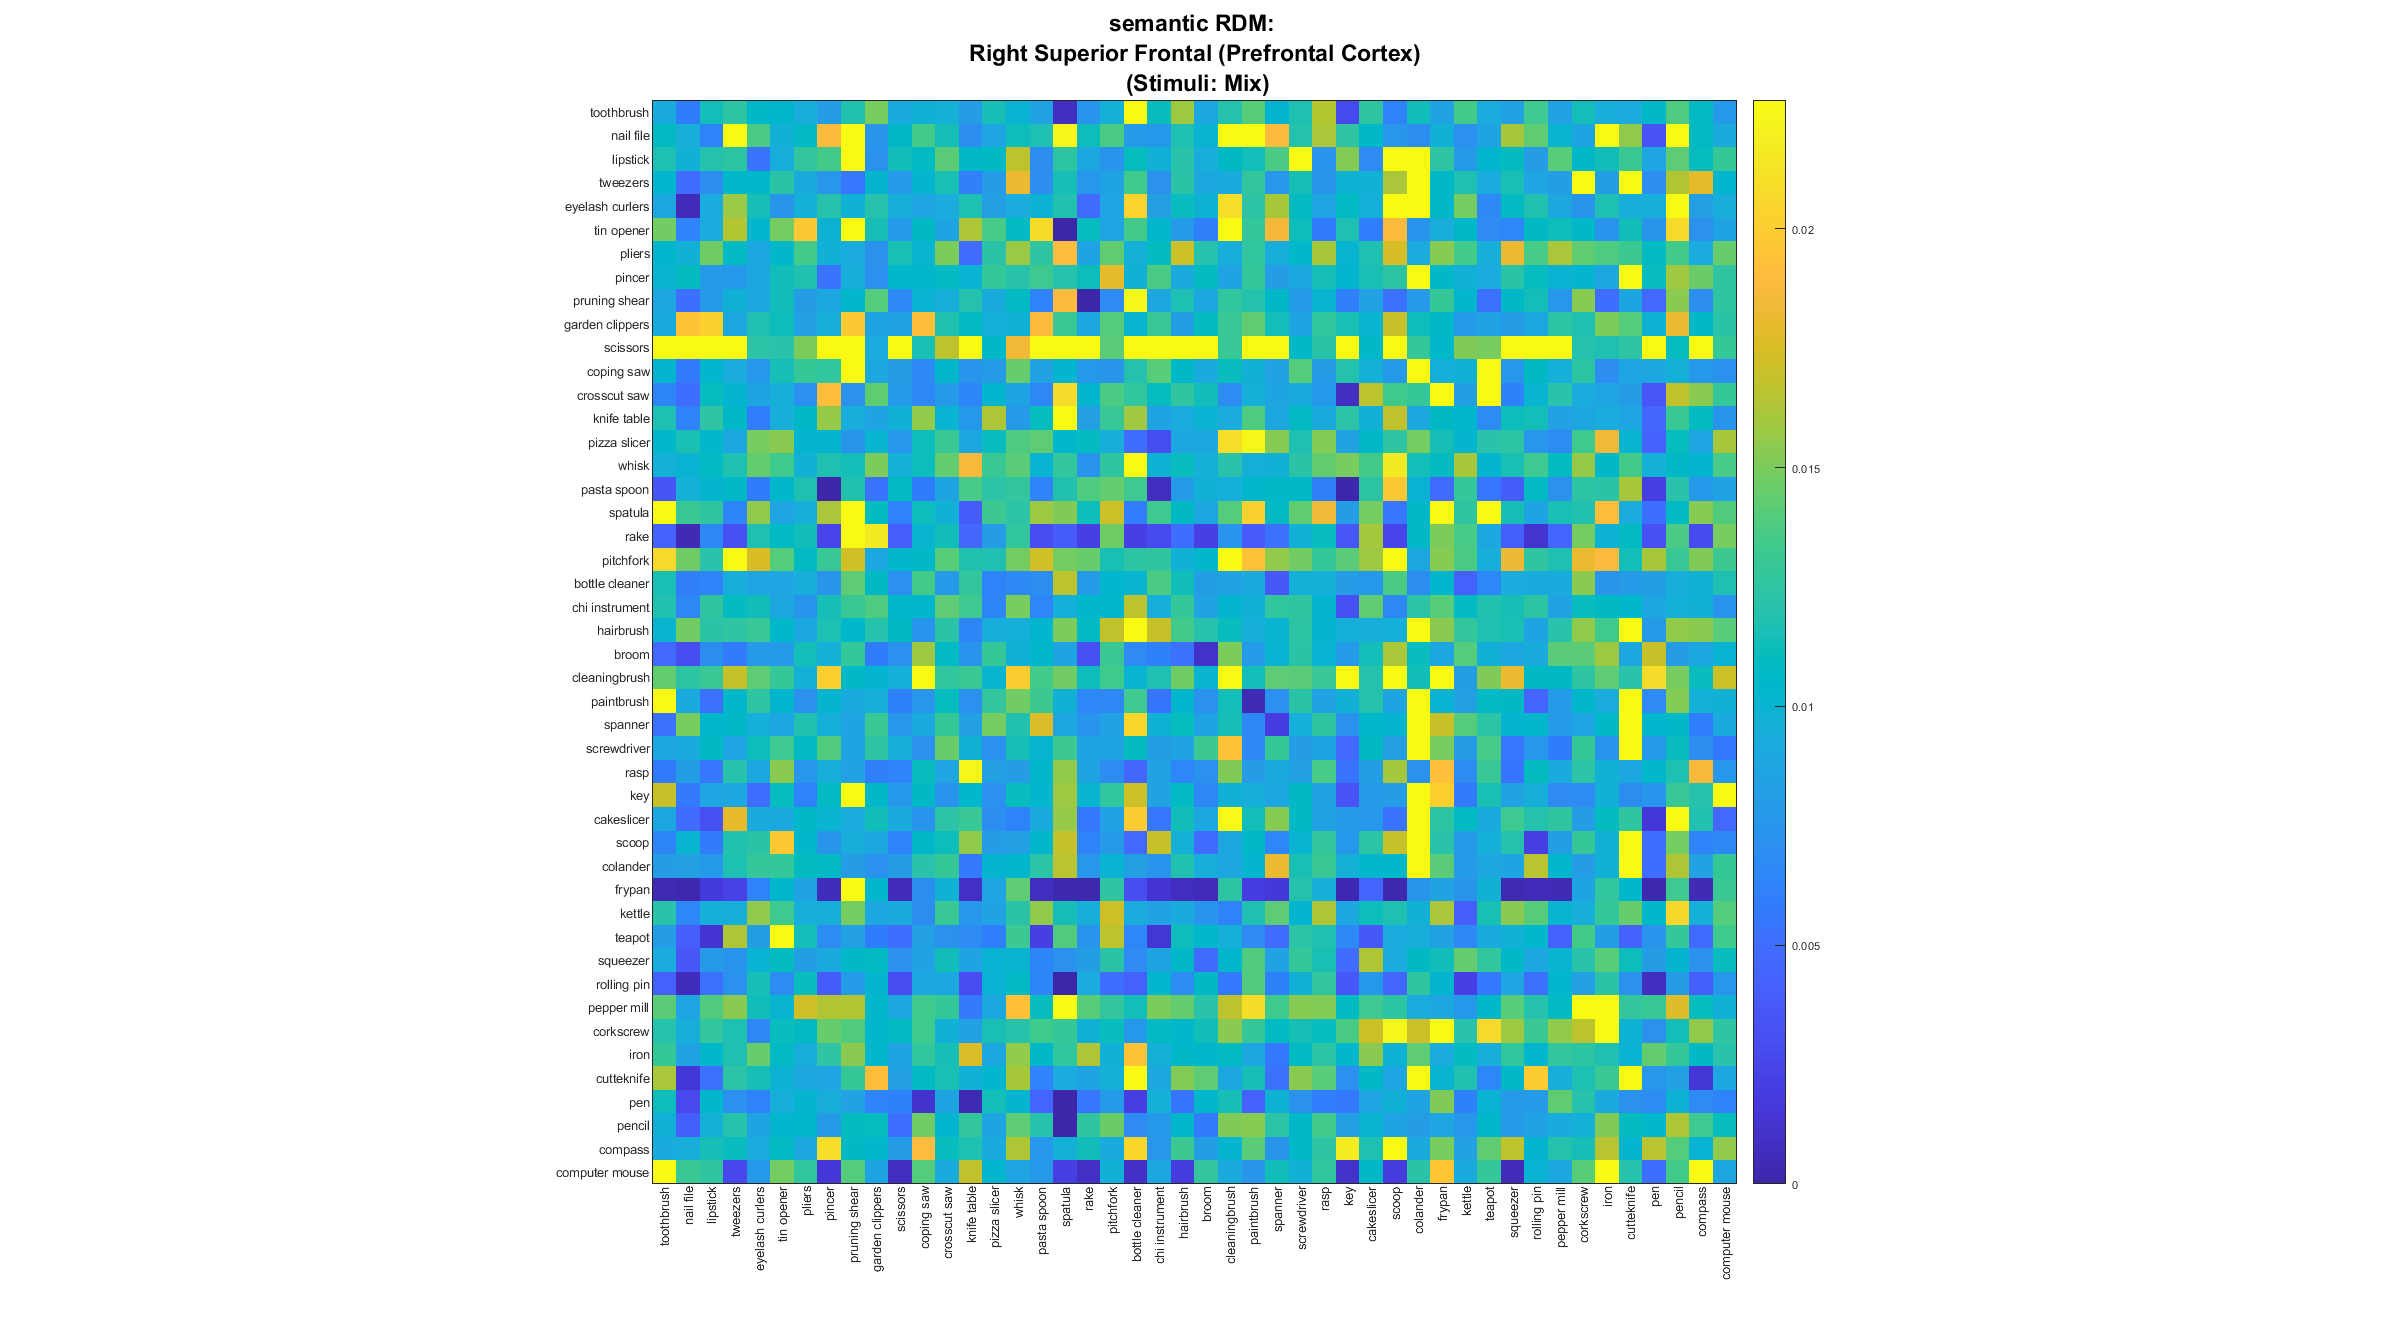 semantic RDM:
Right Superior Frontal (Prefrontal Cortex)
(Stimuli: Mix)
toothbrush
nail file
lipstick
tweezers
eyelash curlers
tin opener
pliers
pincer
pruning shear
garden clippers
scissors
coping saw
crosscut saw
knife table
pizza slicer
whisk
pasta spoon
spatula
rake
pitchfork
bottle cleaner
chi instrument
hairbrush
broom
cleaningbrush
paintbrush
spanner
screwdriver
rasp
key
cakeslicer
scoop
colander
frypan
kettle
teapot
squeezer
rolling pin
pepper mill
corkscrew
iron
cutteknife
pen
pencil
compass
computer mouse
toothbrush
nail file
lipstick
tweezers
eyelash curlers
tin opener
pliers
pincer
pruning shear
garden clippers
scissors
coping saw
crosscut saw
knife table
pizza slicer
whisk
pasta spoon
spatula
rake
pitchfork
bottle cleaner
chi instrument
hairbrush
broom
cleaningbrush
paintbrush
spanner
screwdriver
rasp
key
cakeslicer
scoop
colander
frypan
kettle
teapot
squeezer
rolling pin
pepper mill
corkscrew
iron
cutteknife
pen
pencil
compass
computer mouse
0.02
0.015
0.01
0.005
0